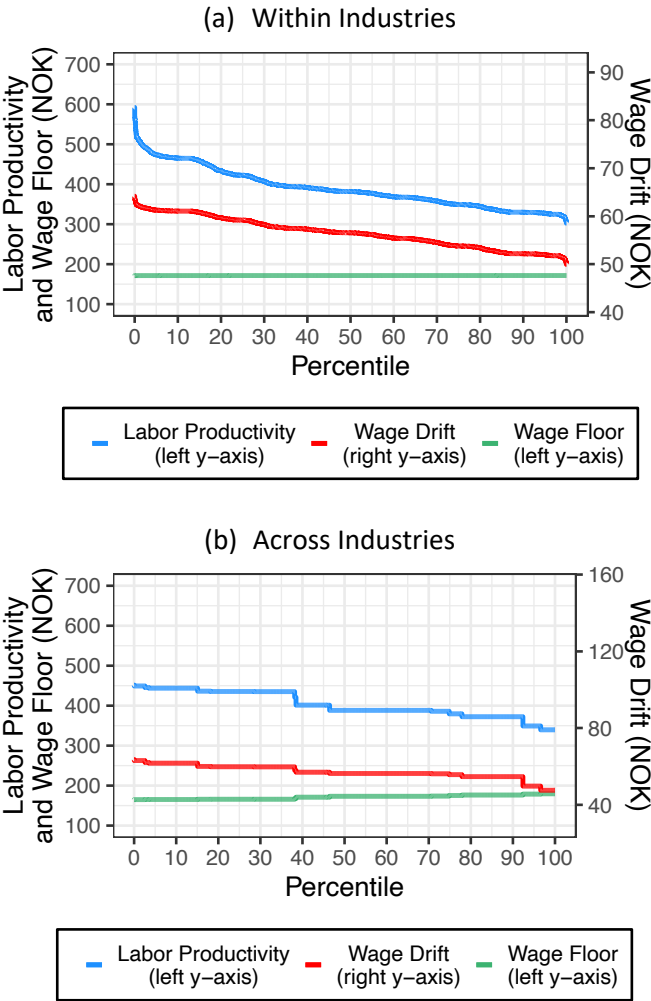 (a) Within Industries
Labor Productivity
and Wage Floor (NOK)
700
600
500
400
300
200
100
90
80
70
60
50
40
Wage Drift (NOK)
0 10 20 30 40 50 60 70 80 90 100
Percentile
Labor Productivity Wage Drift Wage Floor
(left y−axis) (right y−axis) (left y−axis)
(b) Across Industries
Labor Productivity
and Wage Floor (NOK)
700
600
500
400
300
200
100
160
120
80
40
Wage Drift (NOK)
0 10 20 30 40 50 60 70 80 90 100
Percentile
Labor Productivity Wage Drift Wage Floor
(left y−axis) (right y−axis) (left y−axis)